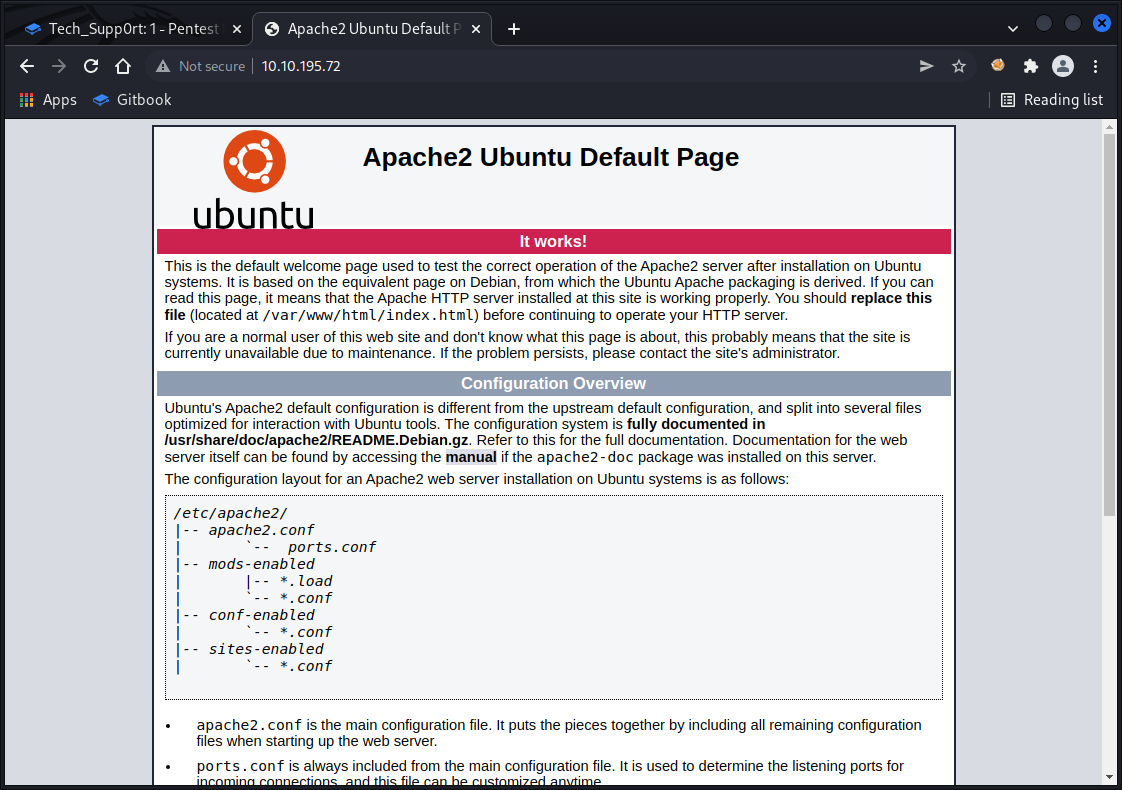 Tech_Supp0rt: 1 - Pentest
Apache2 Ubuntu Default P
Not secure
10.10.195.72
Apps
Gitbook
Reading list
ubuntu
Apache2 Ubuntu Default Page
It works!
This is the default welcome page used to test the correct operation of the Apache2 server after installation on Ubuntu
systems. It is based on the equivalent page on Debian, from which the Ubuntu Apache packaging is derived. If you can
read this page, it means that the Apache HTTP server installed at this site is working properly. You should replace this
file (located at /var/www/html/index.html) before continuing to operate your HTTP server.
If you are a normal user of this web site and don't know what this page is about, this probably means that the site is
currently unavailable due to maintenance. If the problem persists, please contact the site's administrator.
Configuration Overview
Ubuntu's Apache2 default configuration is different from the upstream default configuration, and split into several files
optimized for interaction with Ubuntu tools. The configuration system is fully documented in
/usr/share/doc/apache2/README.Debian.gz. Refer to this for the full documentation. Documentation for the web
server itself can be found by accessing the manual if the apache2-doc package was installed on this server.
The configuration layout for an Apache2 web server installation on Ubuntu systems is as follows:
/etc/apache2/
|-- apache2.conf
|       `--  ports.conf
|-- mods-enabled
|       |-- *.load
|       `-- *.conf
|-- conf-enabled
|       `-- *.conf
|-- sites-enabled
|       `-- *.conf
• apache2.conf is the main configuration file. It puts the pieces together by including all remaining configuration
files when starting up the web server.
• ports.conf is always included from the main configuration file. It is used to determine the listening ports for
incoming connections, and this file can be customized anytime.